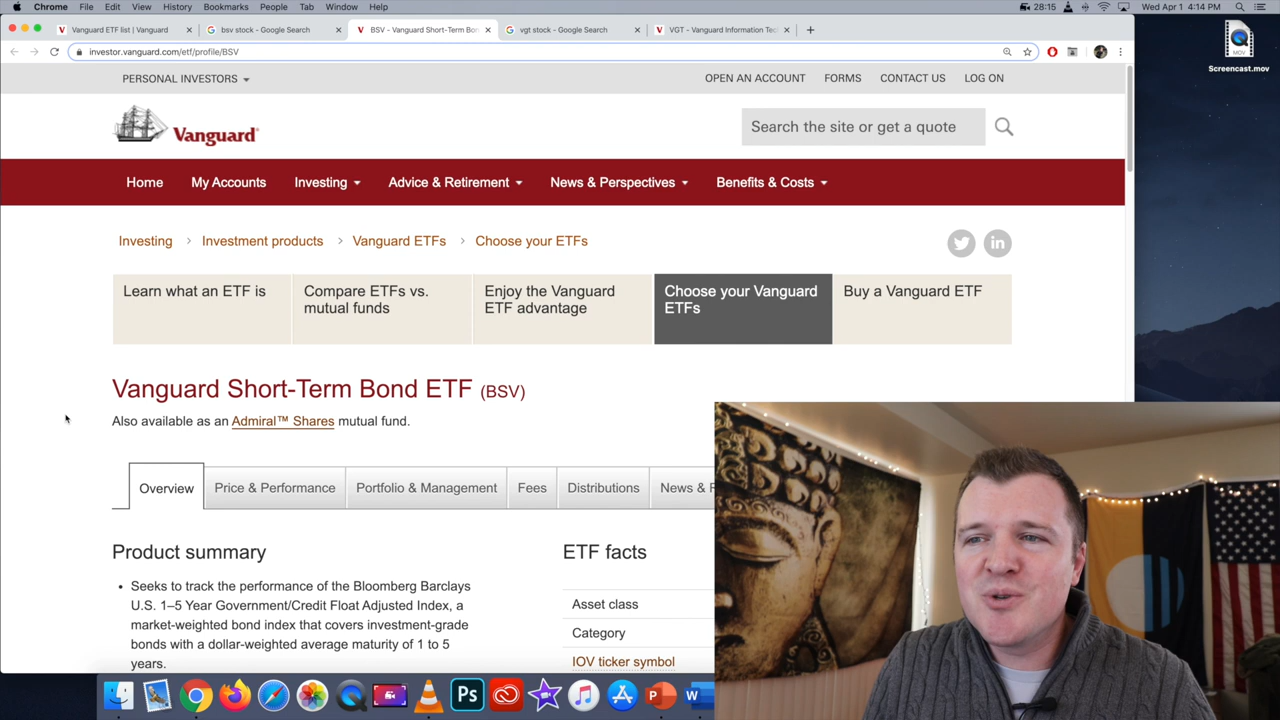 Chrome File Edit View History Bookmarks People Tab Window Help
28:15 Wed Apr 1 4:14 PM
Vanguard ETF list | Vanguard
bsv stock - Google Search
BSV - Vanguard Short-Term Bon
vgt stock - Google Search
VGT - Vanguard Information Tec
investor.vanguard.com/etf/profile/BSV
Screencast.mov
MOV
PERSONAL INVESTORS
OPEN AN ACCOUNT FORMS CONTACT US LOG ON
Vanguard
Search the site or get a quote
Home My Accounts Investing Advice & Retirement News & Perspectives Benefits & Costs
Investing Investment products Vanguard ETFs Choose your ETFs
Learn what an ETF is
Compare ETFs vs.
mutual funds
Enjoy the Vanguard
ETF advantage
Choose your Vanguard
ETFs
Buy a Vanguard ETF
Vanguard Short-Term Bond ETF (BSV)
Also available as an Admiral™ Shares mutual fund.
Overview Price & Performance Portfolio & Management Fees Distributions News & R
Product summary
• Seeks to track the performance of the Bloomberg Barclays
U.S. 1–5 Year Government/Credit Float Adjusted Index, a
market-weighted bond index that covers investment-grade
bonds with a dollar-weighted average maturity of 1 to 5
years.
ETF facts
Asset class
Category
IOV ticker symbol
Ps
P
W